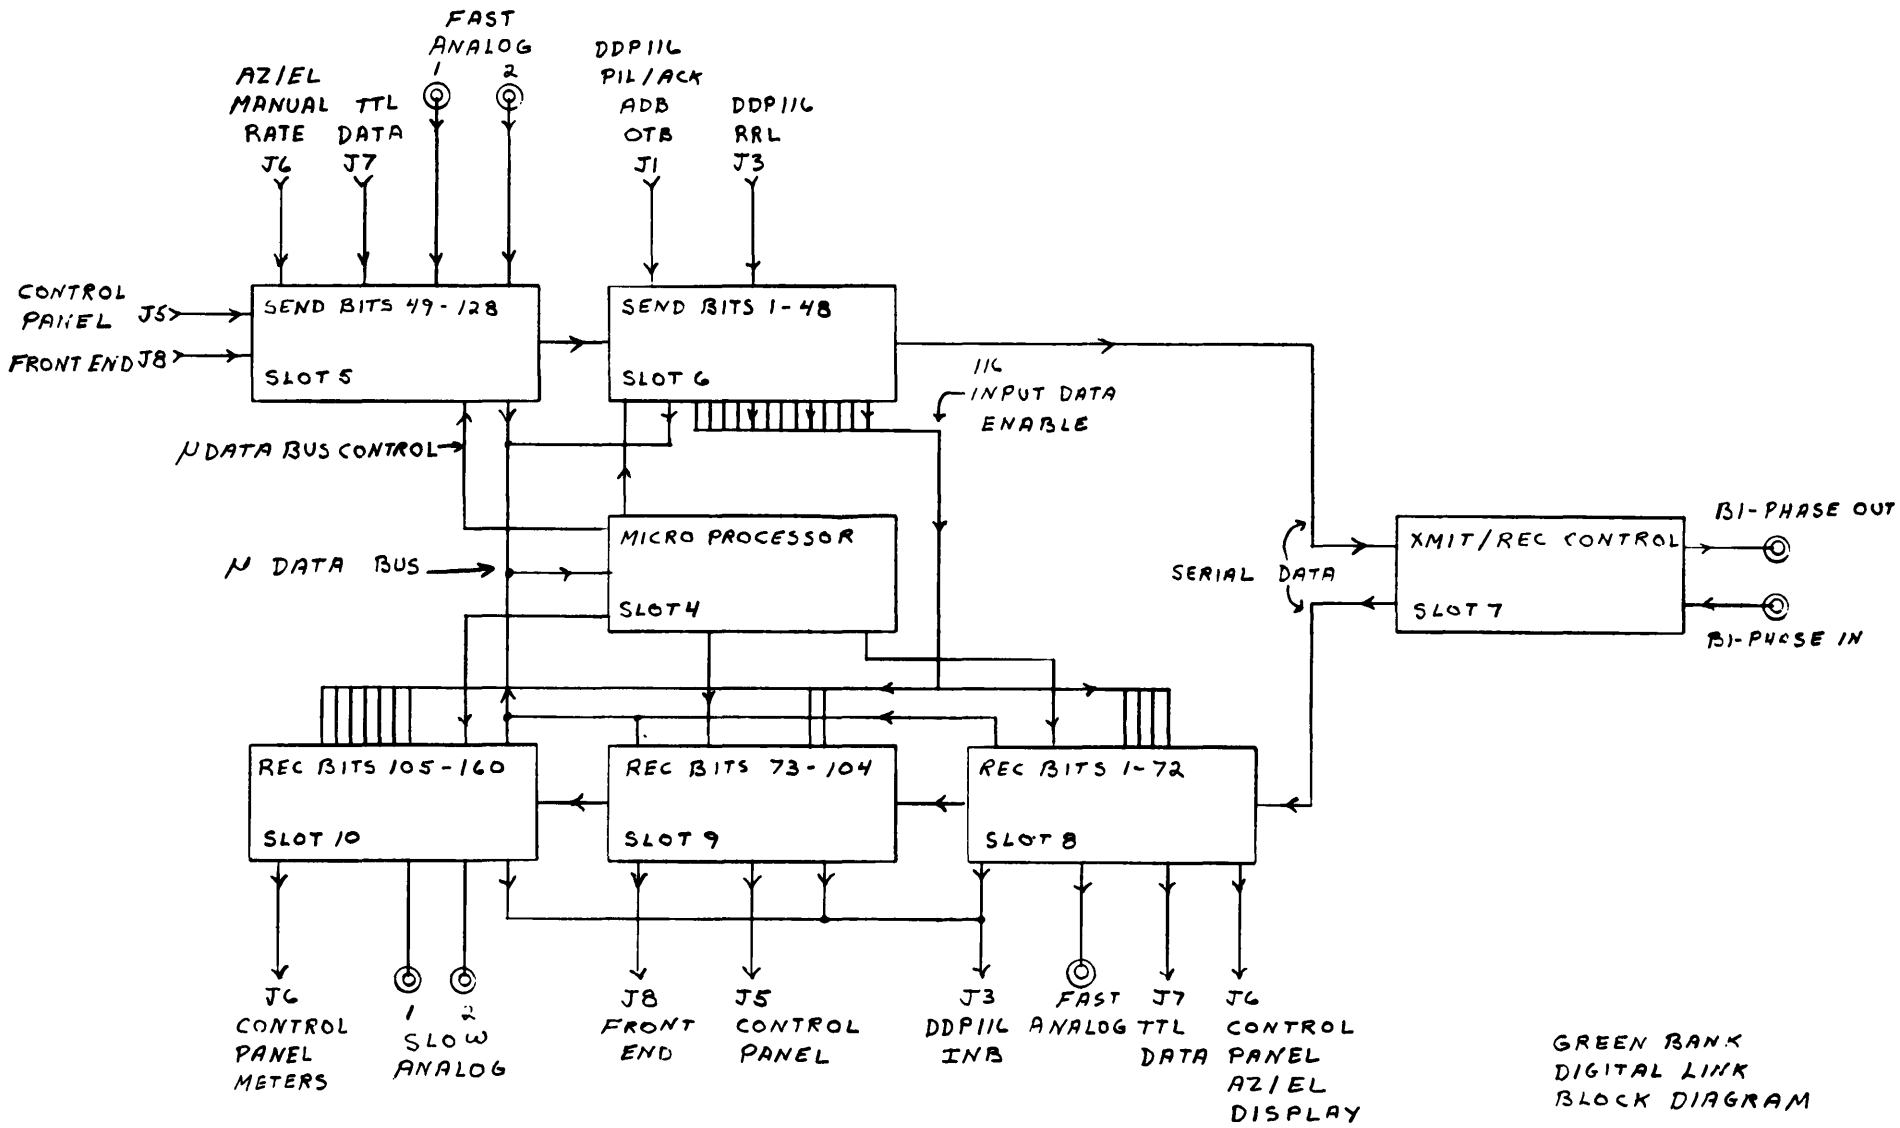 FAST
ANALOG
1 2
AZ/EL
MANUAL
RATE
J6
TTL
DATA
J7
DDP116
PIL/ACK
ADB
OTB
J1
DDP116
RRL
J3
CONTROL
PANEL J5
FRONT END J8
SEND BITS 49-128
SLOT 5
SEND BITS 1-48
SLOT 6
116
INPUT DATA
ENABLE
µ DATA BUS CONTROL
MICRO PROCESSOR
SLOT 4
µ DATA BUS
SERIAL DATA
XMIT/REC CONTROL
SLOT 7
BI-PHASE OUT
BI-PHASE IN
REC BITS 105-160
SLOT 10
REC BITS 73-104
SLOT 9
REC BITS 1-72
SLOT 8
J6
CONTROL
PANEL
METERS
1 2
SLOW
ANALOG
J8
FRONT
END
J5
CONTROL
PANEL
J3
DDP116
INB
FAST
ANALOG
J7
TTL
DATA
J6
CONTROL
PANEL
AZ/EL
DISPLAY
GREEN BANK
DIGITAL LINK
BLOCK DIAGRAM